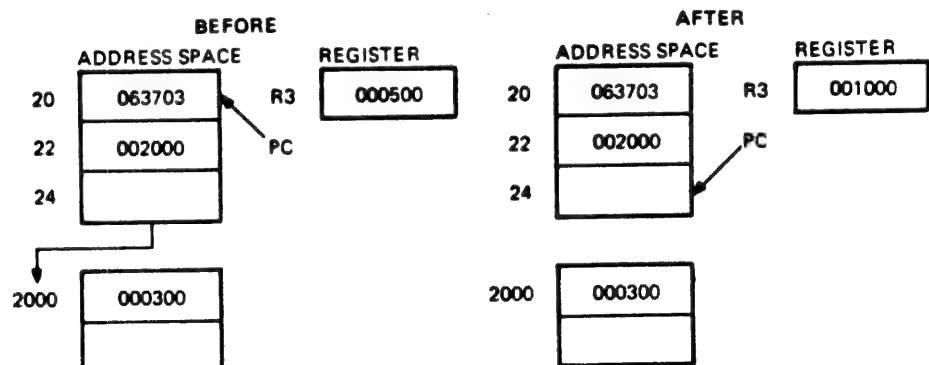 BEFORE
ADDRESS SPACE REGISTER
20 063703 R3 000500
22 002000 PC
24
2000 000300
AFTER
ADDRESS SPACE REGISTER
20 063703 R3 001000
22 002000 PC
24
2000 000300